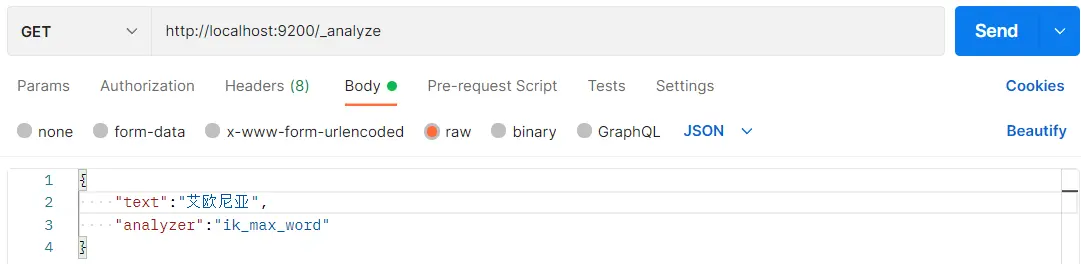 GET http://localhost:9200/_analyze Send
Params Authorization Headers (8) Body Pre-request Script Tests Settings Cookies
none form-data x-www-form-urlencoded raw binary GraphQL JSON Beautify
1 {
2 ····"text":"艾欧尼亚",
3 ····"analyzer":"ik_max_word"
4 }